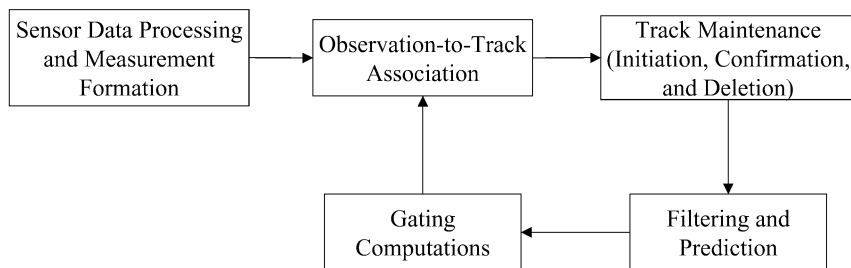 Sensor Data Processing
and Measurement
Formation
Observation-to-Track
Association
Track Maintenance
(Initiation, Confirmation,
and Deletion)
Gating
Computations
Filtering and
Prediction